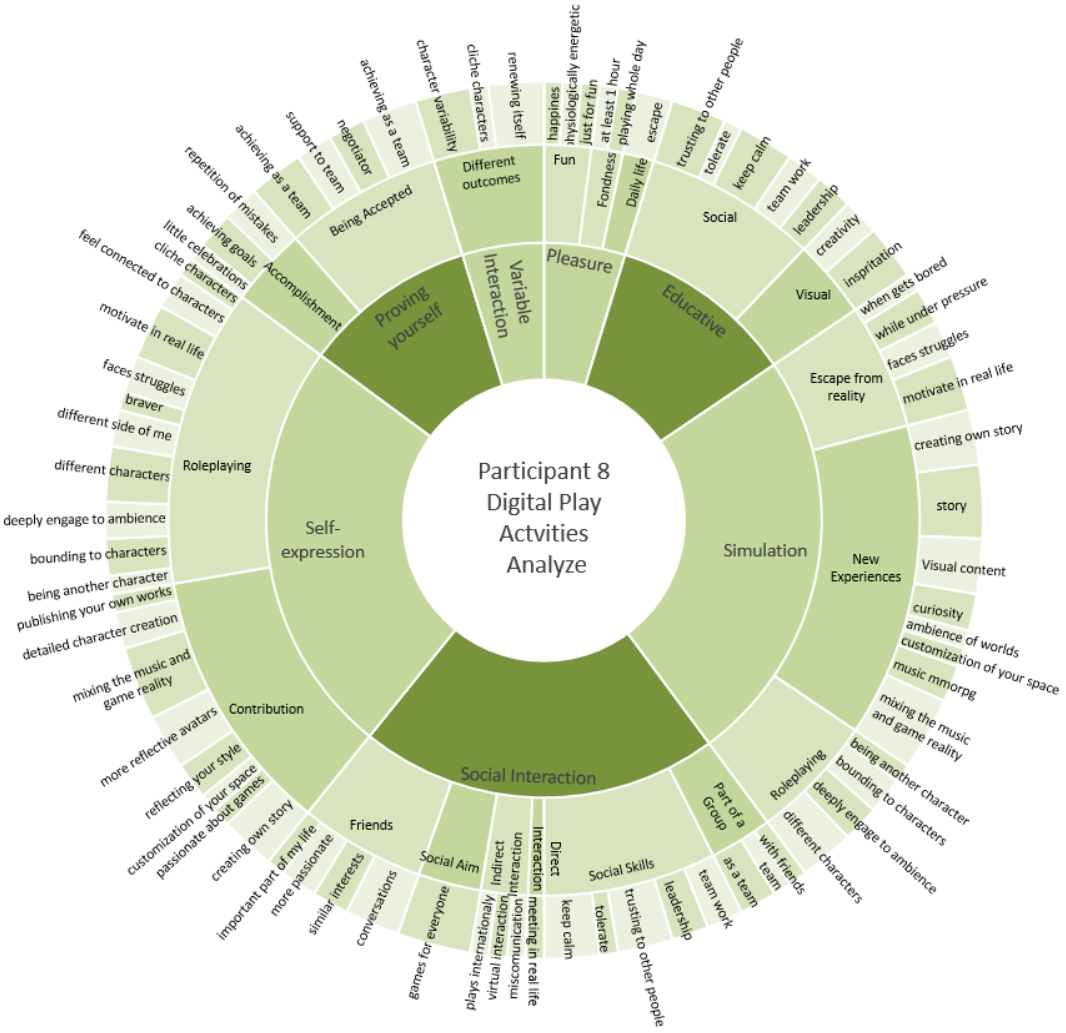 Participant 8
Digital Play
Actvities
Analyze
Pleasure
Educative
Simulation
Social Interaction
Self-
expression
Proving
yourself
Variable
Interaction
Fun
Fondness
Daily life
Social
Visual
Escape from
reality
New
Experiences
Roleplaying
Part of a
Group
Social Skills
Direct
Interaction
Indirect
Interaction
Social Aim
Friends
Contribution
Roleplaying
Accomplishment
Being Accepted
Different
outcomes
happines
physiologically energetic
just for fun
at least 1 hour
playing whole day
escape
trusting to other people
tolerate
keep calm
team work
leadership
creativity
inspritation
when gets bored
while under pressure
faces struggles
motivate in real life
creating own story
story
Visual content
curiosity
ambience of worlds
customization of your space
music mmorpg
mixing the music
and game reality
being another character
bounding to characters
deeply engage to ambience
different characters
with friends
team
as a team
team work
leadership
trusting to other people
tolerate
keep calm
meeting in real life
miscomunication
virtual interaction
plays internationaly
games for everyone
conversations
similar interests
more passionate
important part of my life
creating own story
passionate about games
customization of your space
reflecting your style
more reflective avatars
mixing the music and
game reality
detailed character creation
publishing your own works
being another character
bounding to characters
deeply engage to ambience
different characters
different side of me
braver
faces struggles
motivate in real life
feel connected to characters
cliche characters
little celebrations
achieving goals
repetition of mistakes
achieving as a team
support to team
negotiator
achieving as a team
character variability
cliche characters
renewing itself